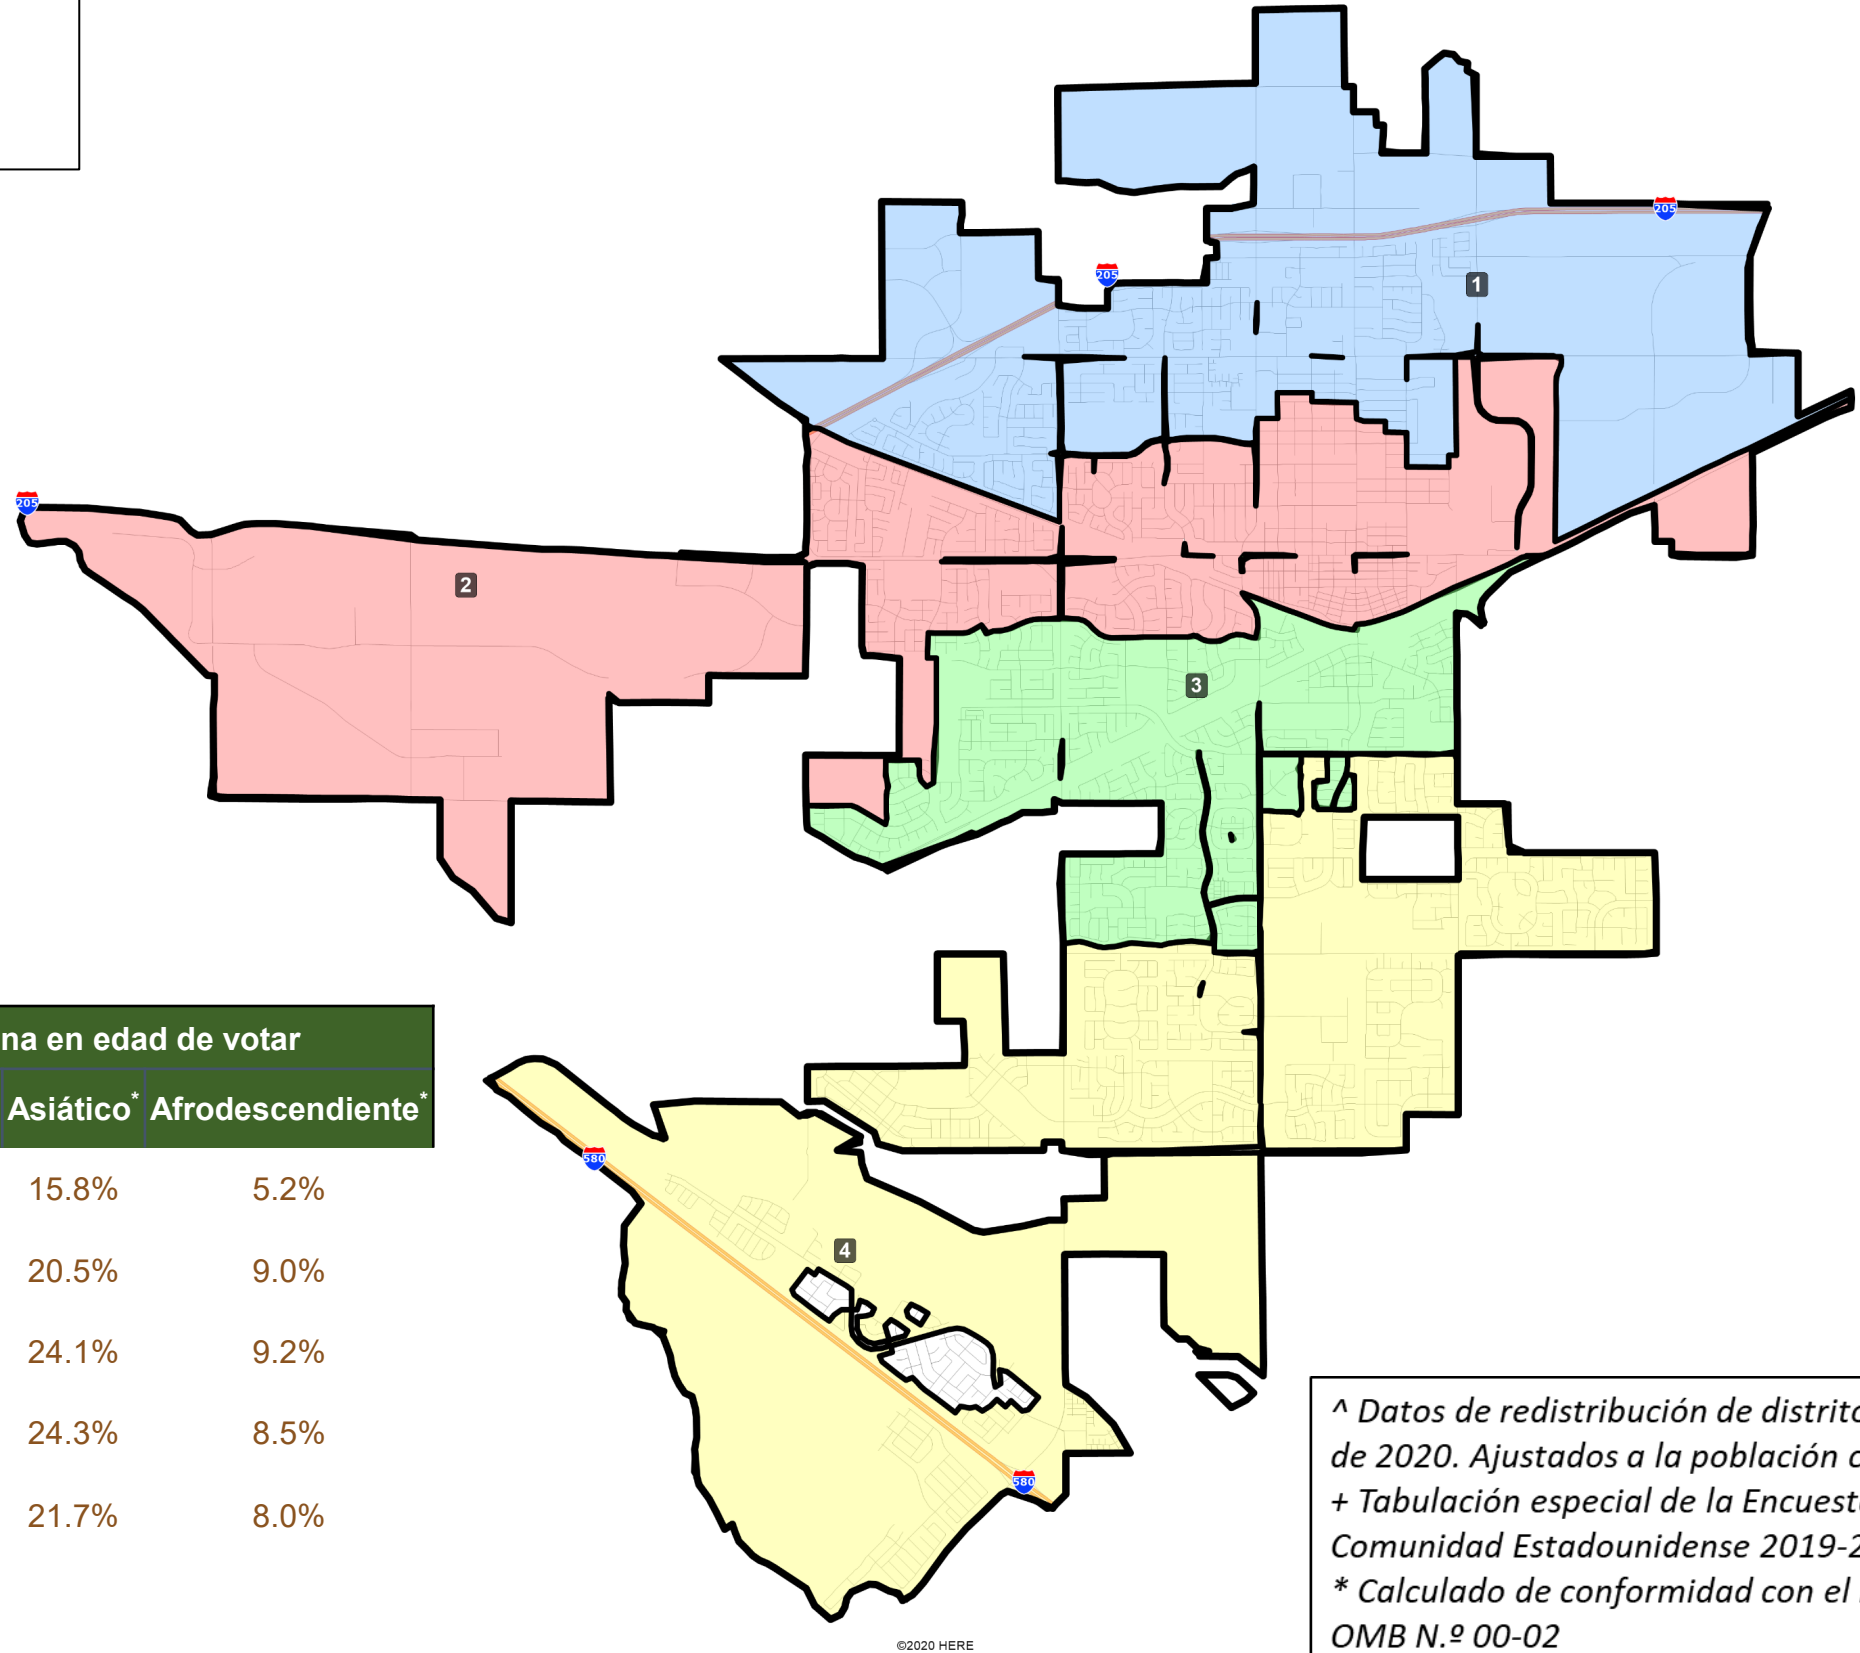 205
205
1
205
2
3
na en edad de votar
Asiático* Afrodescendiente*
15.8% 5.2%
20.5% 9.0%
24.1% 9.2%
24.3% 8.5%
21.7% 8.0%
580
4
580
^ Datos de redistribución de distrito
de 2020. Ajustados a la población
+ Tabulación especial de la Encuest
Comunidad Estadounidense 2019-2
* Calculado de conformidad con el
OMB N.º 00-02
©2020 HERE